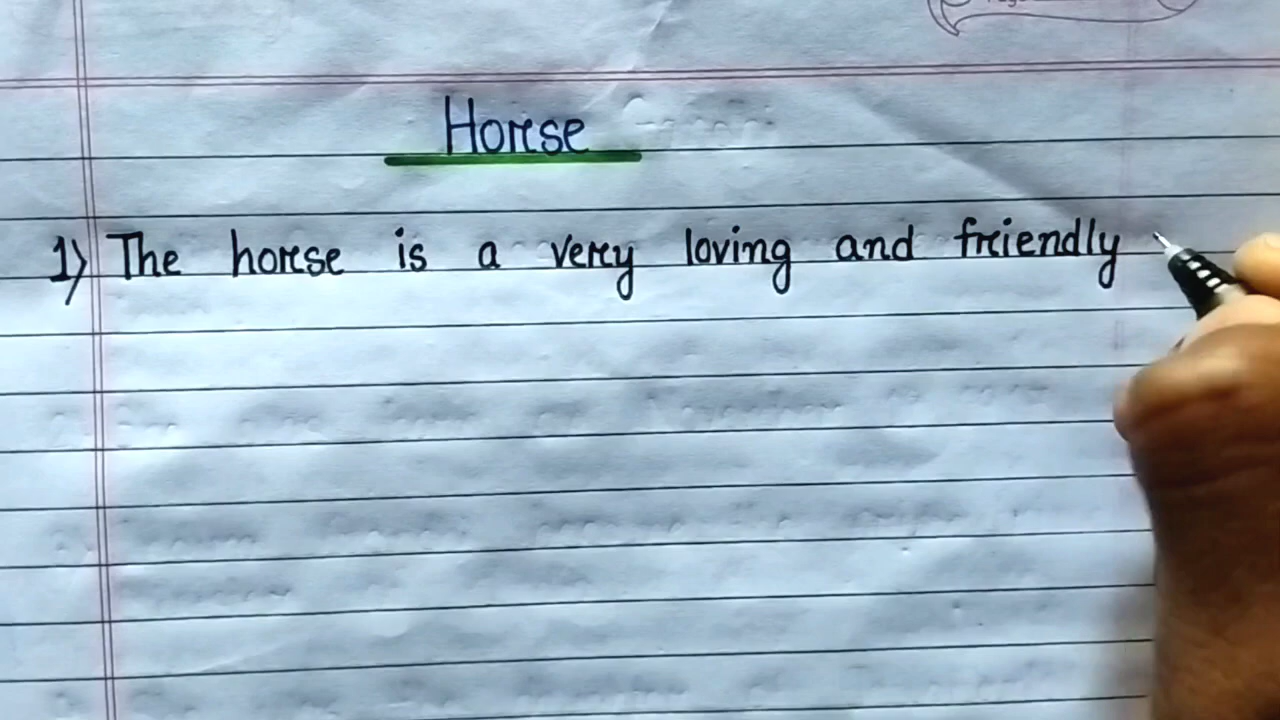 Horse
1) The horse is a very loving and friendly